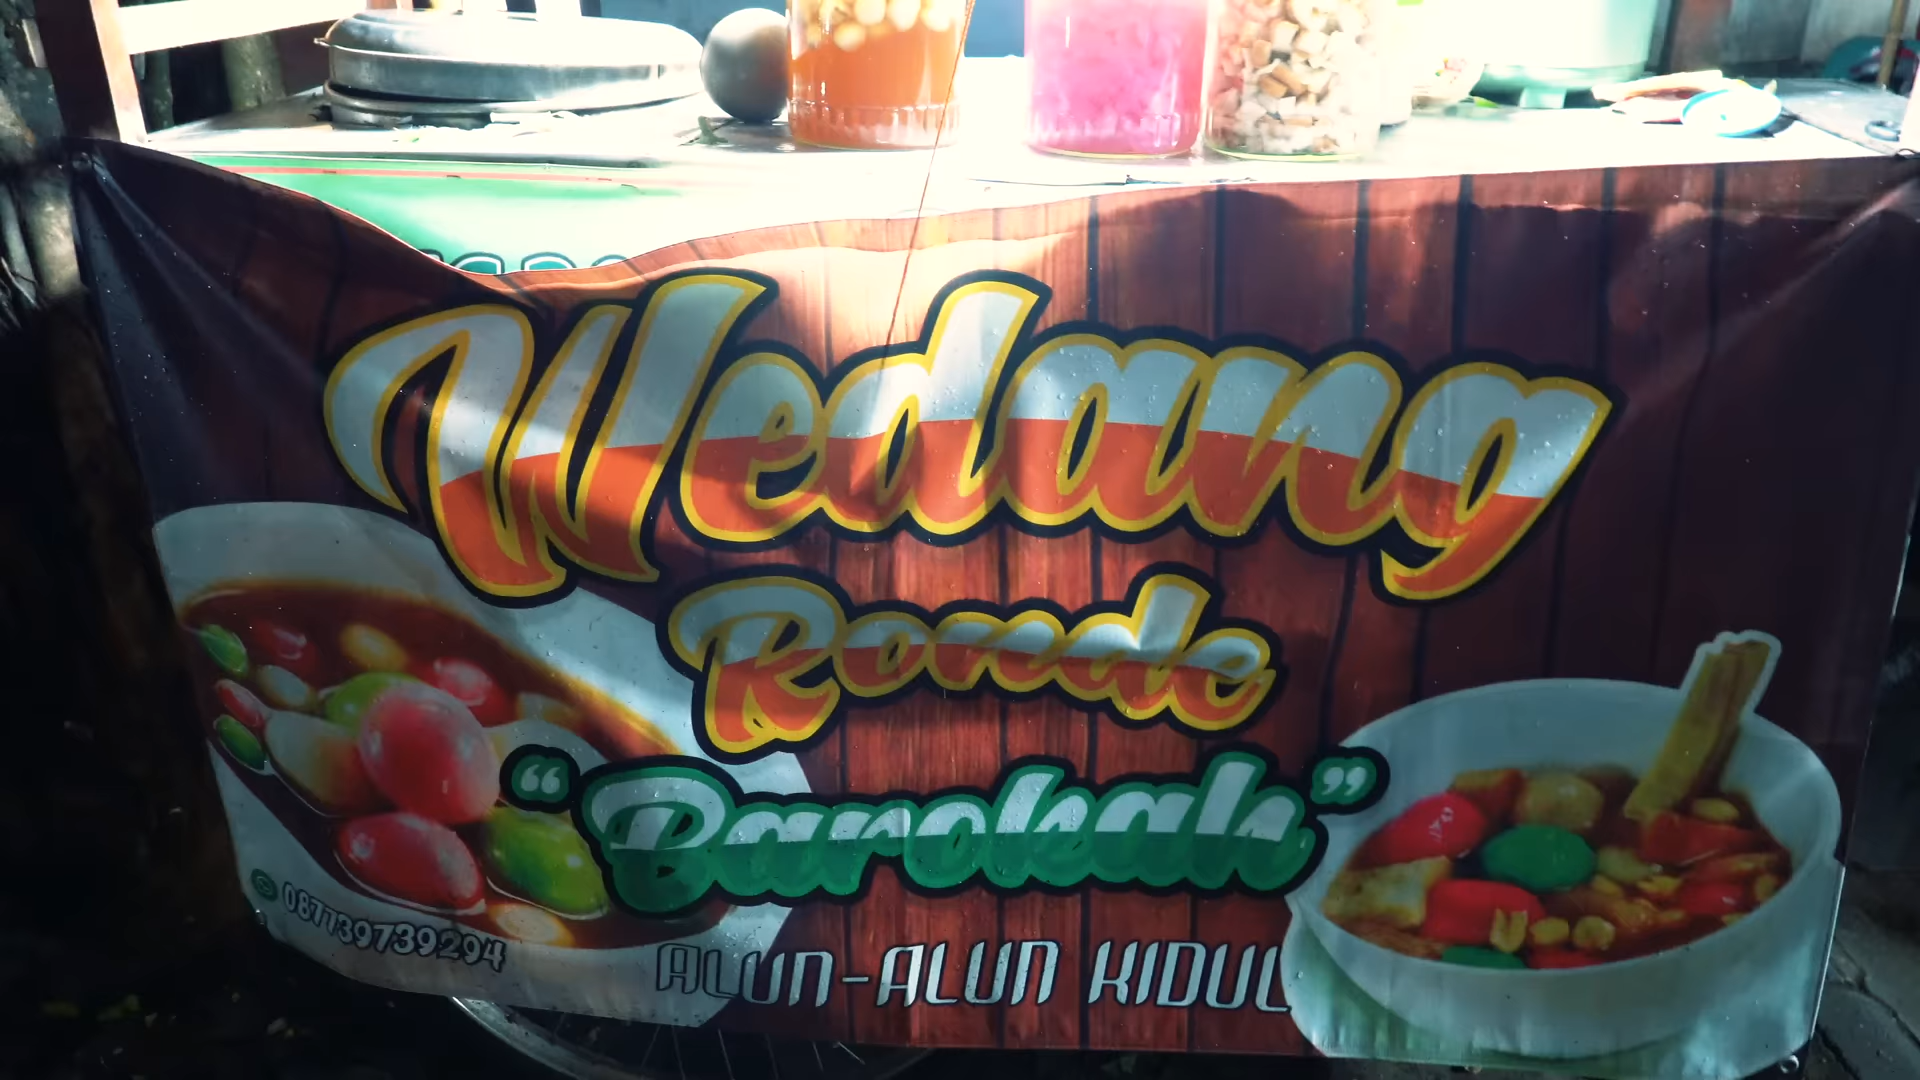 Wedang
Ronde
“Barokah”
087739739294
ALUN-ALUN KIDUL